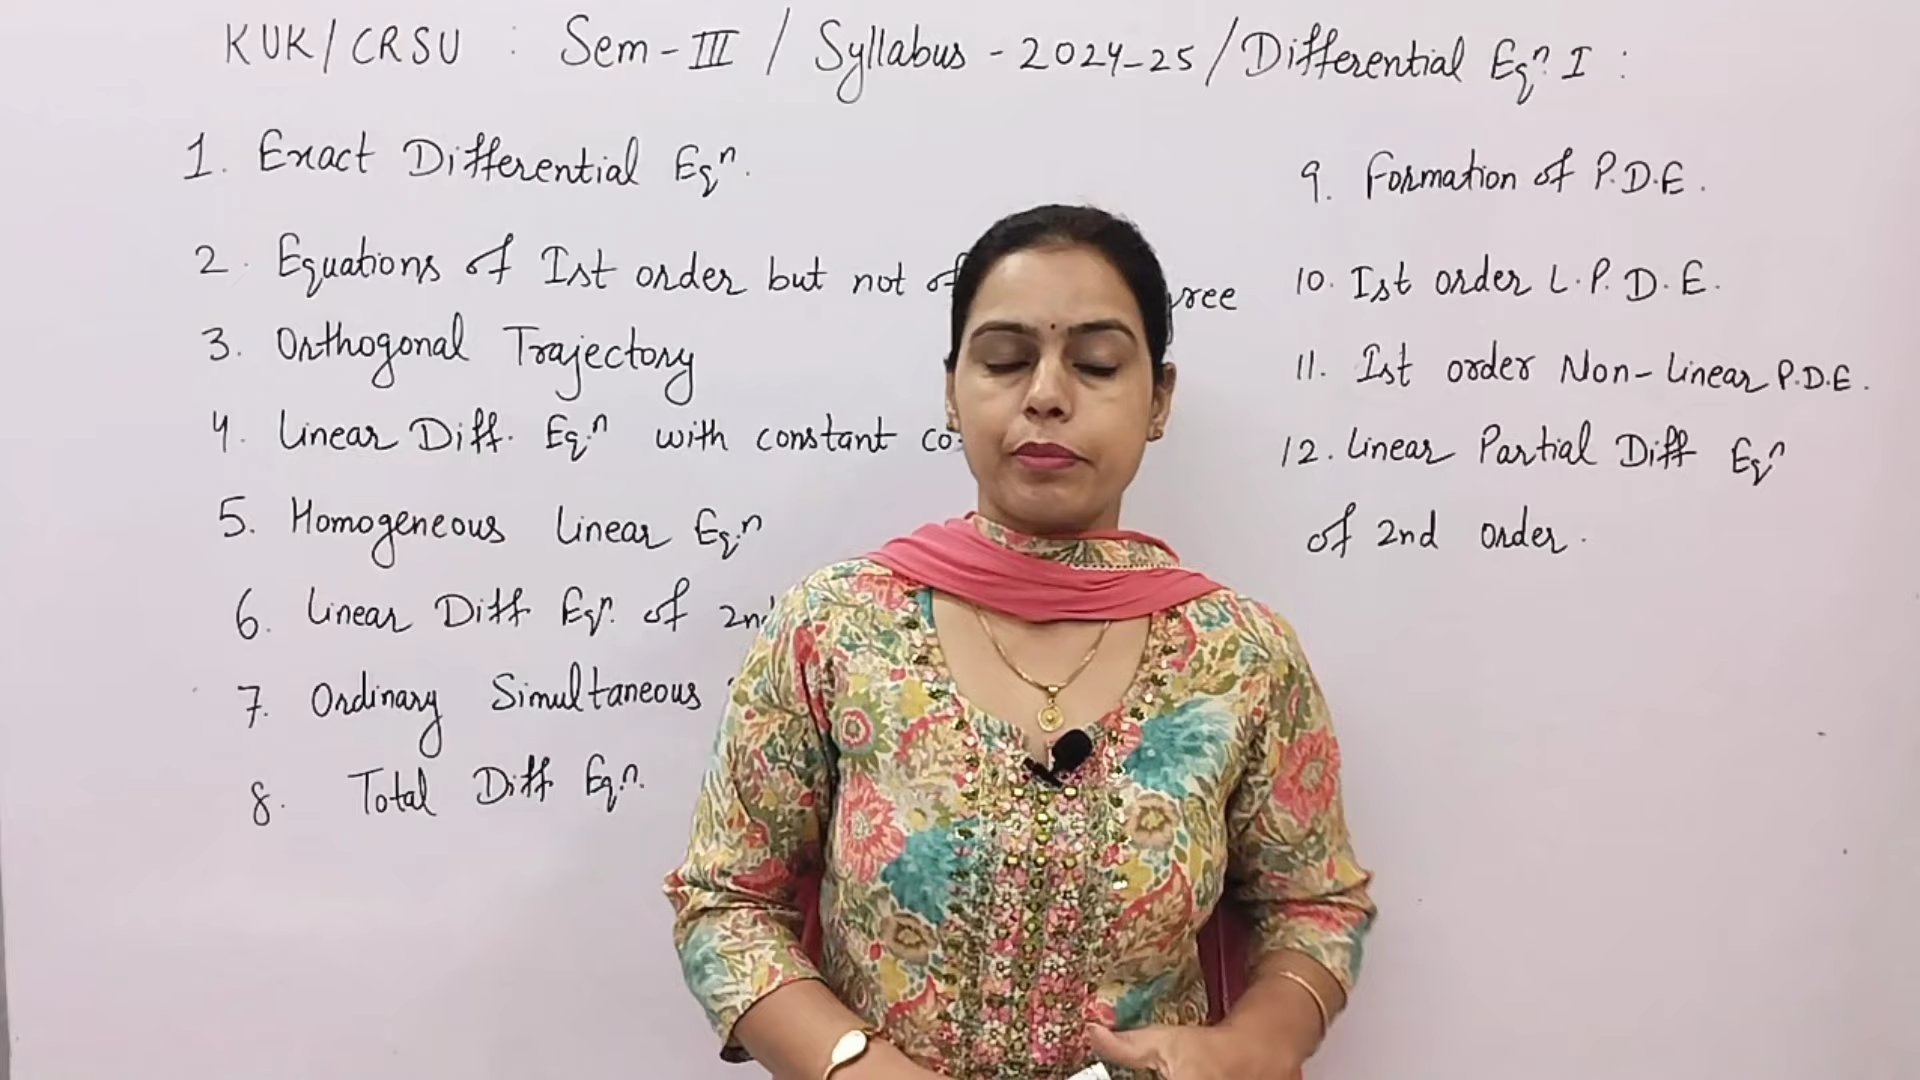 KUK/CRSU : Sem-III / Syllabus - 2024-25 / Differential Eqⁿ I :
1. Exact Differential Eqⁿ.
2. Equations of Ist order but not of
3. Orthogonal Trajectory
4. Linear Diff. Eqⁿ with constant
5. Homogeneous Linear Eqⁿ
6. Linear Diff Eqⁿ. of
7. Ordinary Simultaneous
8. Total Diff Eqⁿ.
9. Formation of P.D.E.
10. Ist order L.P.D.E.
11. Ist order Non-Linear P.D.E.
12. Linear Partial Diff Eqⁿ
of 2nd order.